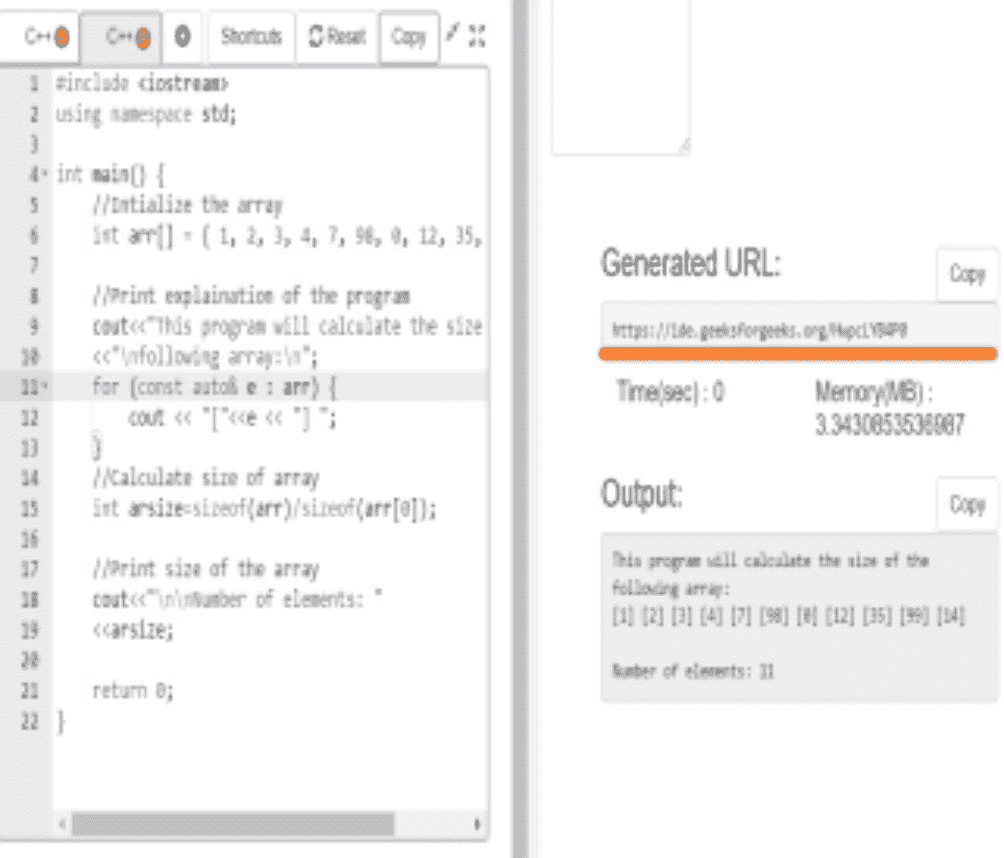 C++
C++
Shortcuts
Reset
Copy
1 #include <iostream>
2 using namespace std;
3
4 int main() {
5 //Intialize the array
6 int arr[] = { 1, 2, 3, 4, 7, 98, 0, 12, 35,
7
8 //Print explaination of the program
9 cout<<"This program will calculate the size
10 <<"\nfollowing array:\n";
11 for (const auto& e : arr) {
12 cout << "["<<e << "] ";
13 }
14 //Calculate size of array
15 int arsize=sizeof(arr)/sizeof(arr[0]);
16
17 //Print size of the array
18 cout<<"\n\nNumber of elements: "
19 <<arsize;
20
21 return 0;
22 }
Generated URL:
Copy
Time(sec) : 0
Memory(MB) :
Output:
Copy
This program will calculate the size of the
following array:
[1] [2] [3] [4] [7] [98] [0] [12] [35] [99] [14]
Number of elements: 11